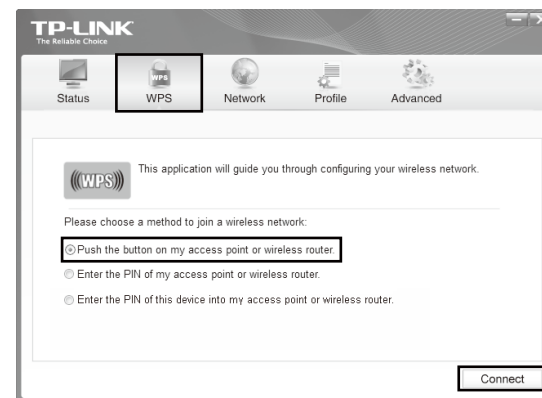 TP-LINK
The Reliable Choice
Status WPS Network Profile Advanced
WPS
This application will guide you through configuring your wireless network.
(((WPS)))
Please choose a method to join a wireless network:
Push the button on my access point or wireless router.
Enter the PIN of my access point or wireless router.
Enter the PIN of this device into my access point or wireless router.
Connect